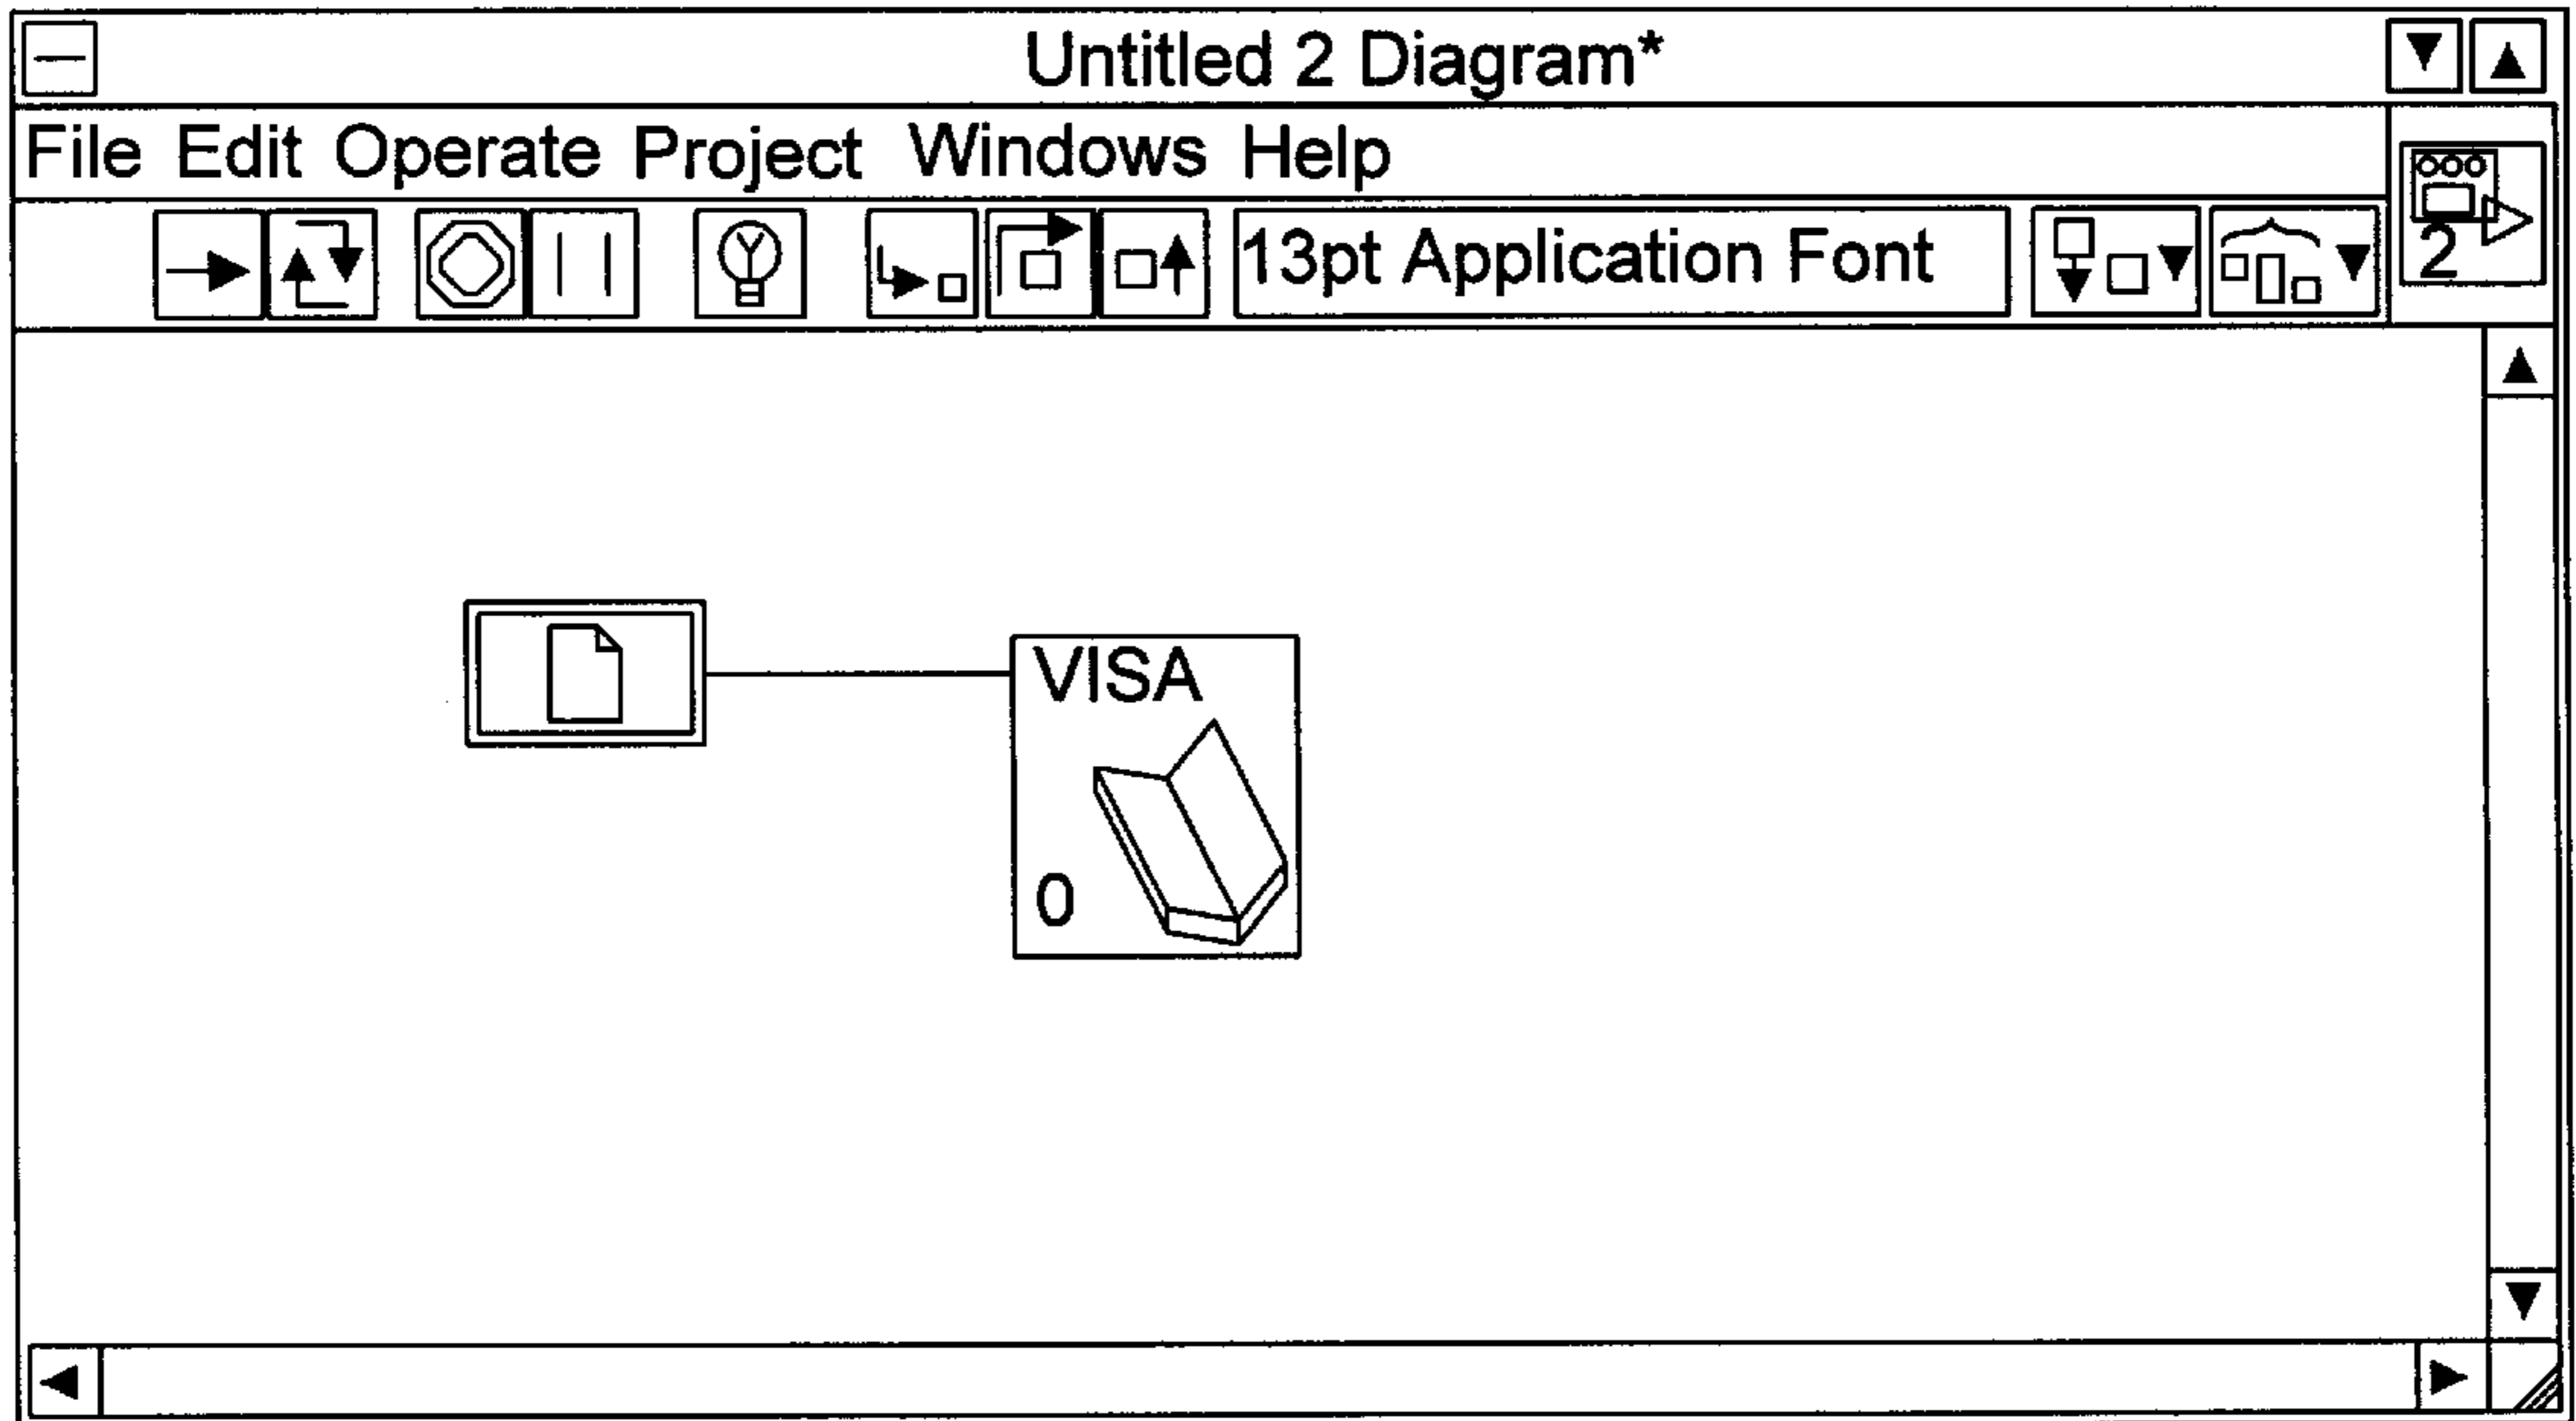 Untitled 2 Diagram*
File Edit Operate Project Windows Help
13pt Application Font
2
VISA
0